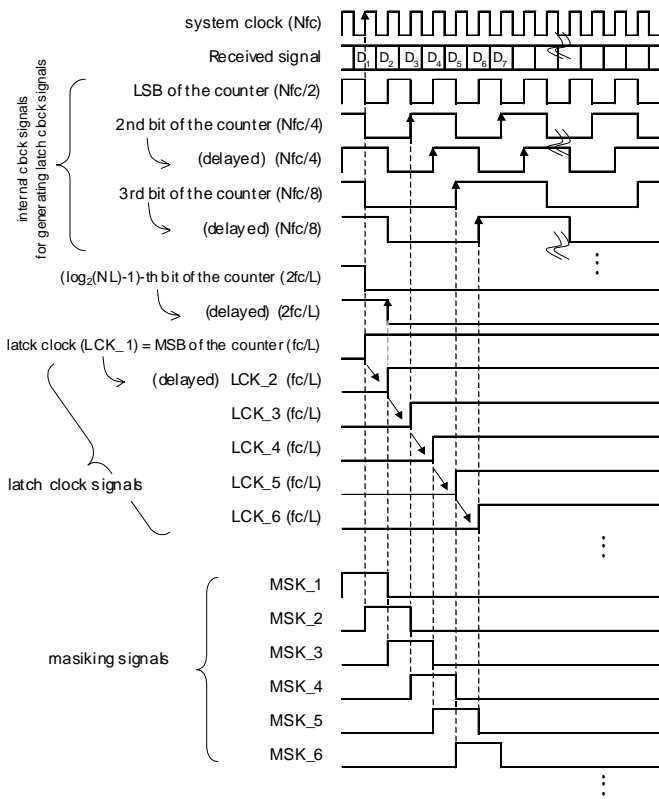 system clock (Nfc)
Received signal
D1 D2 D3 D4 D5 D6 D7
LSB of the counter (Nfc/2)
2nd bit of the counter (Nfc/4)
(delayed) (Nfc/4)
3rd bit of the counter (Nfc/8)
(delayed) (Nfc/8)
internal clock signals
for generating latch clock signals
(log2(NL)-1)-th bit of the counter (2fc/L)
(delayed) (2fc/L)
latck clock (LCK_1) = MSB of the counter (fc/L)
(delayed) LCK_2 (fc/L)
LCK_3 (fc/L)
LCK_4 (fc/L)
LCK_5 (fc/L)
LCK_6 (fc/L)
latch clock signals
MSK_1
MSK_2
MSK_3
MSK_4
MSK_5
MSK_6
masiking signals